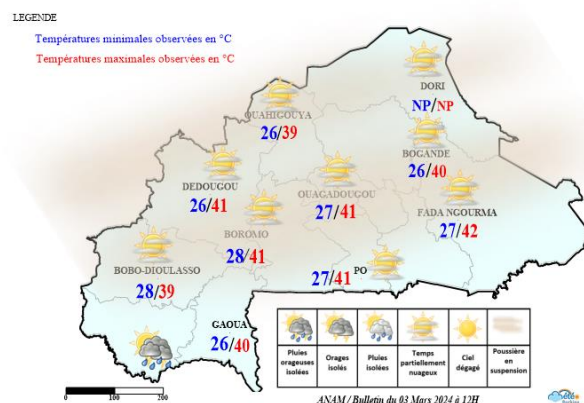 LEGENDE
Températures minimales observées en °C
Températures maximales observées en °C
DORI
NP/NP
OUAHIGOUYA
26/39
BOGANDE
26/40
DEDOUGOU
26/41
OUAGADOUGOU
27/41
FADA NGOURMA
27/42
BOROMO
28/41
BOBO-DIOULASSO
28/39
PO
27/41
GAOUA
26/40
Pluies orageuses isolées
Orages isolés
Pluies isolées
Temps partiellement nuageux
Ciel dégagé
Poussière en suspension
0 100 200
ANAM / Bulletin du 03 Mars 2024 à 12H